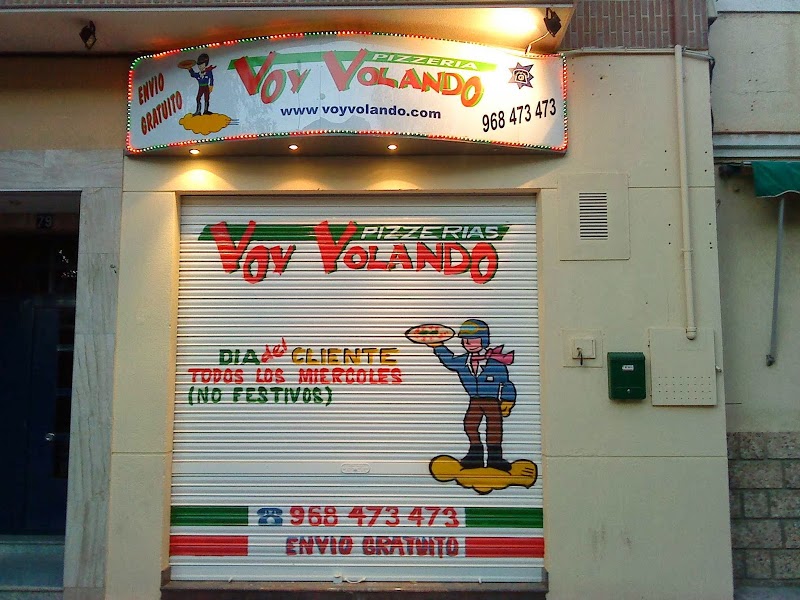 PIZZERIA
VOY VOLANDO
ENVIO
GRATUITO
www.voyvolando.com
968 473 473
PIZZERIAS
VOY VOLANDO
DIA del CLIENTE
TODOS LOS MIERCOLES
(NO FESTIVOS)
968 473 473
ENVIO GRATUITO
29